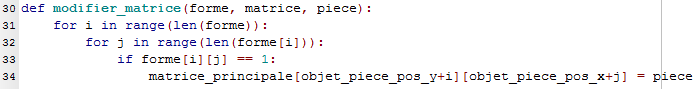 30 def modifier_matrice(forme, matrice, piece):
31     for i in range(len(forme)):
32         for j in range(len(forme[i])):
33             if forme[i][j] == 1:
34                 matrice_principale[objet_piece_pos_y+i][objet_piece_pos_x+j] = piece